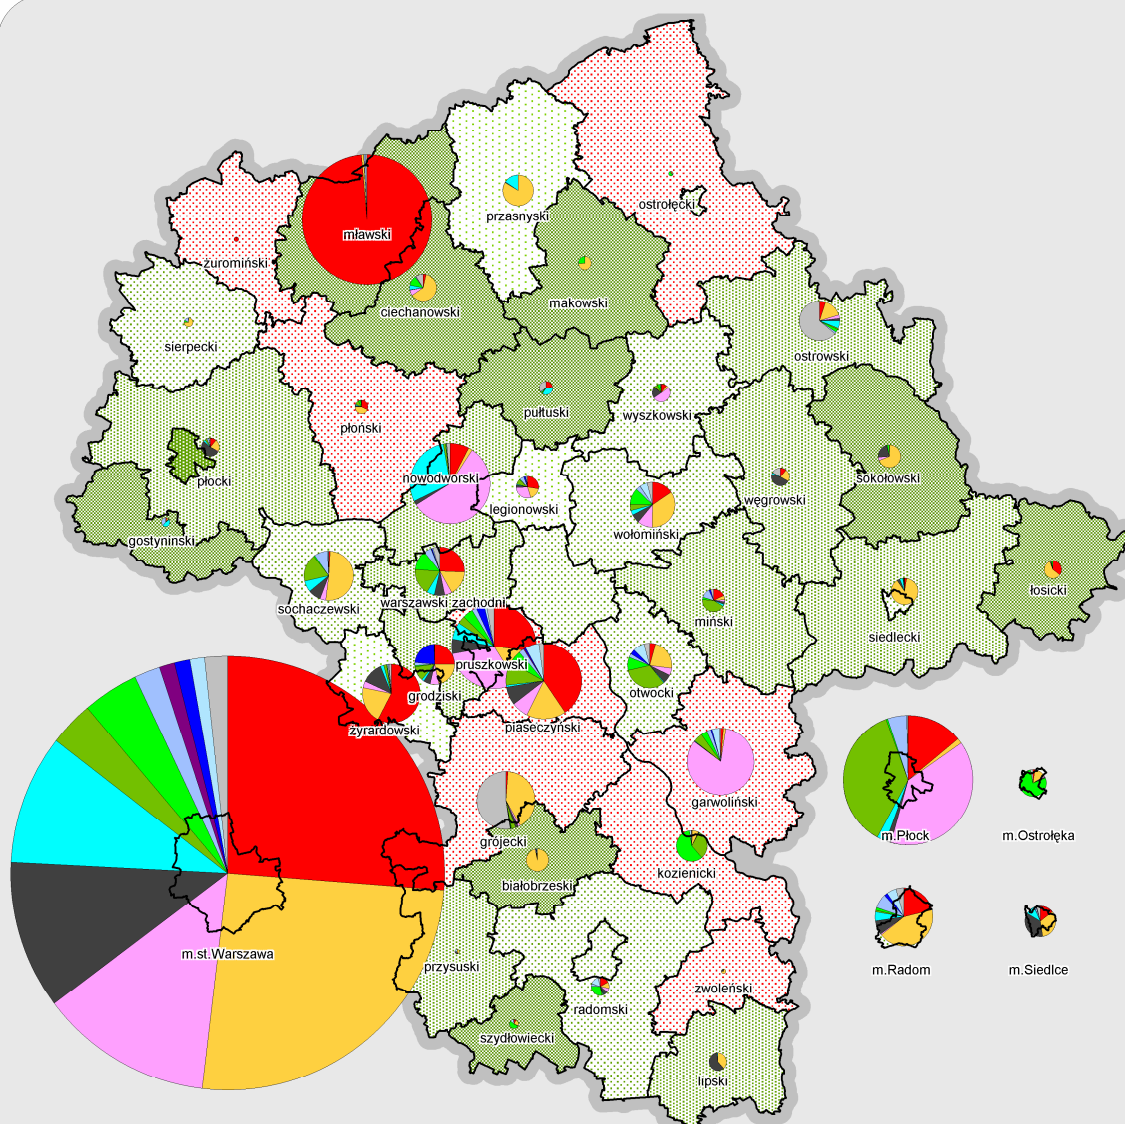 ostrołęcki
przasnyski
mławski
żuromiński
makowski
ciechanowski
sierpecki
ostrowski
pułtuski
wyszkowski
płoński
nowodworski
sokołowski
płocki
węgrowski
legionowski
gostyniński
wołomiński
łosicki
warszawski zachodni
sochaczewski
miński
siedlecki
pruszkowski
otwocki
grodziski
piaseczyński
żyrardowski
garwoliński
m.Płock
m.Ostrołęka
grójecki
kozienicki
białobrzeski
m.st.Warszawa
przysuski
m.Radom
m.Siedlce
zwoleński
radomski
szydłowiecki
lipski